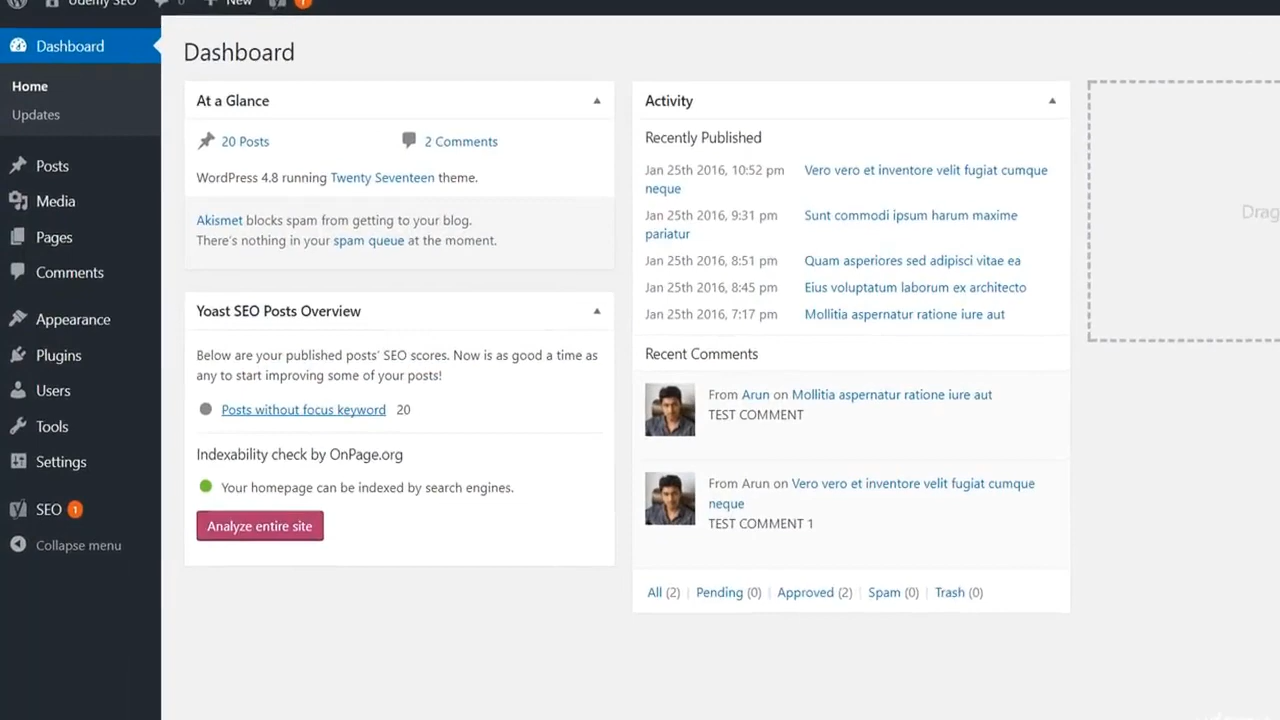 Udemy SEO 0 New 1
Dashboard
Home
Updates
Posts
Media
Pages
Comments
Appearance
Plugins
Users
Tools
Settings
SEO 1
Collapse menu
Dashboard
At a Glance
20 Posts 2 Comments
WordPress 4.8 running Twenty Seventeen theme.
Akismet blocks spam from getting to your blog.
There's nothing in your spam queue at the moment.
Yoast SEO Posts Overview
Below are your published posts' SEO scores. Now is as good a time as
any to start improving some of your posts!
Posts without focus keyword 20
Indexability check by OnPage.org
Your homepage can be indexed by search engines.
Analyze entire site
Activity
Recently Published
Jan 25th 2016, 10:52 pm Vero vero et inventore velit fugiat cumque
neque
Jan 25th 2016, 9:31 pm Sunt commodi ipsum harum maxime
pariatur
Jan 25th 2016, 8:51 pm Quam asperiores sed adipisci vitae ea
Jan 25th 2016, 8:45 pm Eius voluptatum laborum ex architecto
Jan 25th 2016, 7:17 pm Mollitia aspernatur ratione iure aut
Recent Comments
From Arun on Mollitia aspernatur ratione iure aut
TEST COMMENT
From Arun on Vero vero et inventore velit fugiat cumque
neque
TEST COMMENT 1
All (2) | Pending (0) | Approved (2) | Spam (0) | Trash (0)
Drag